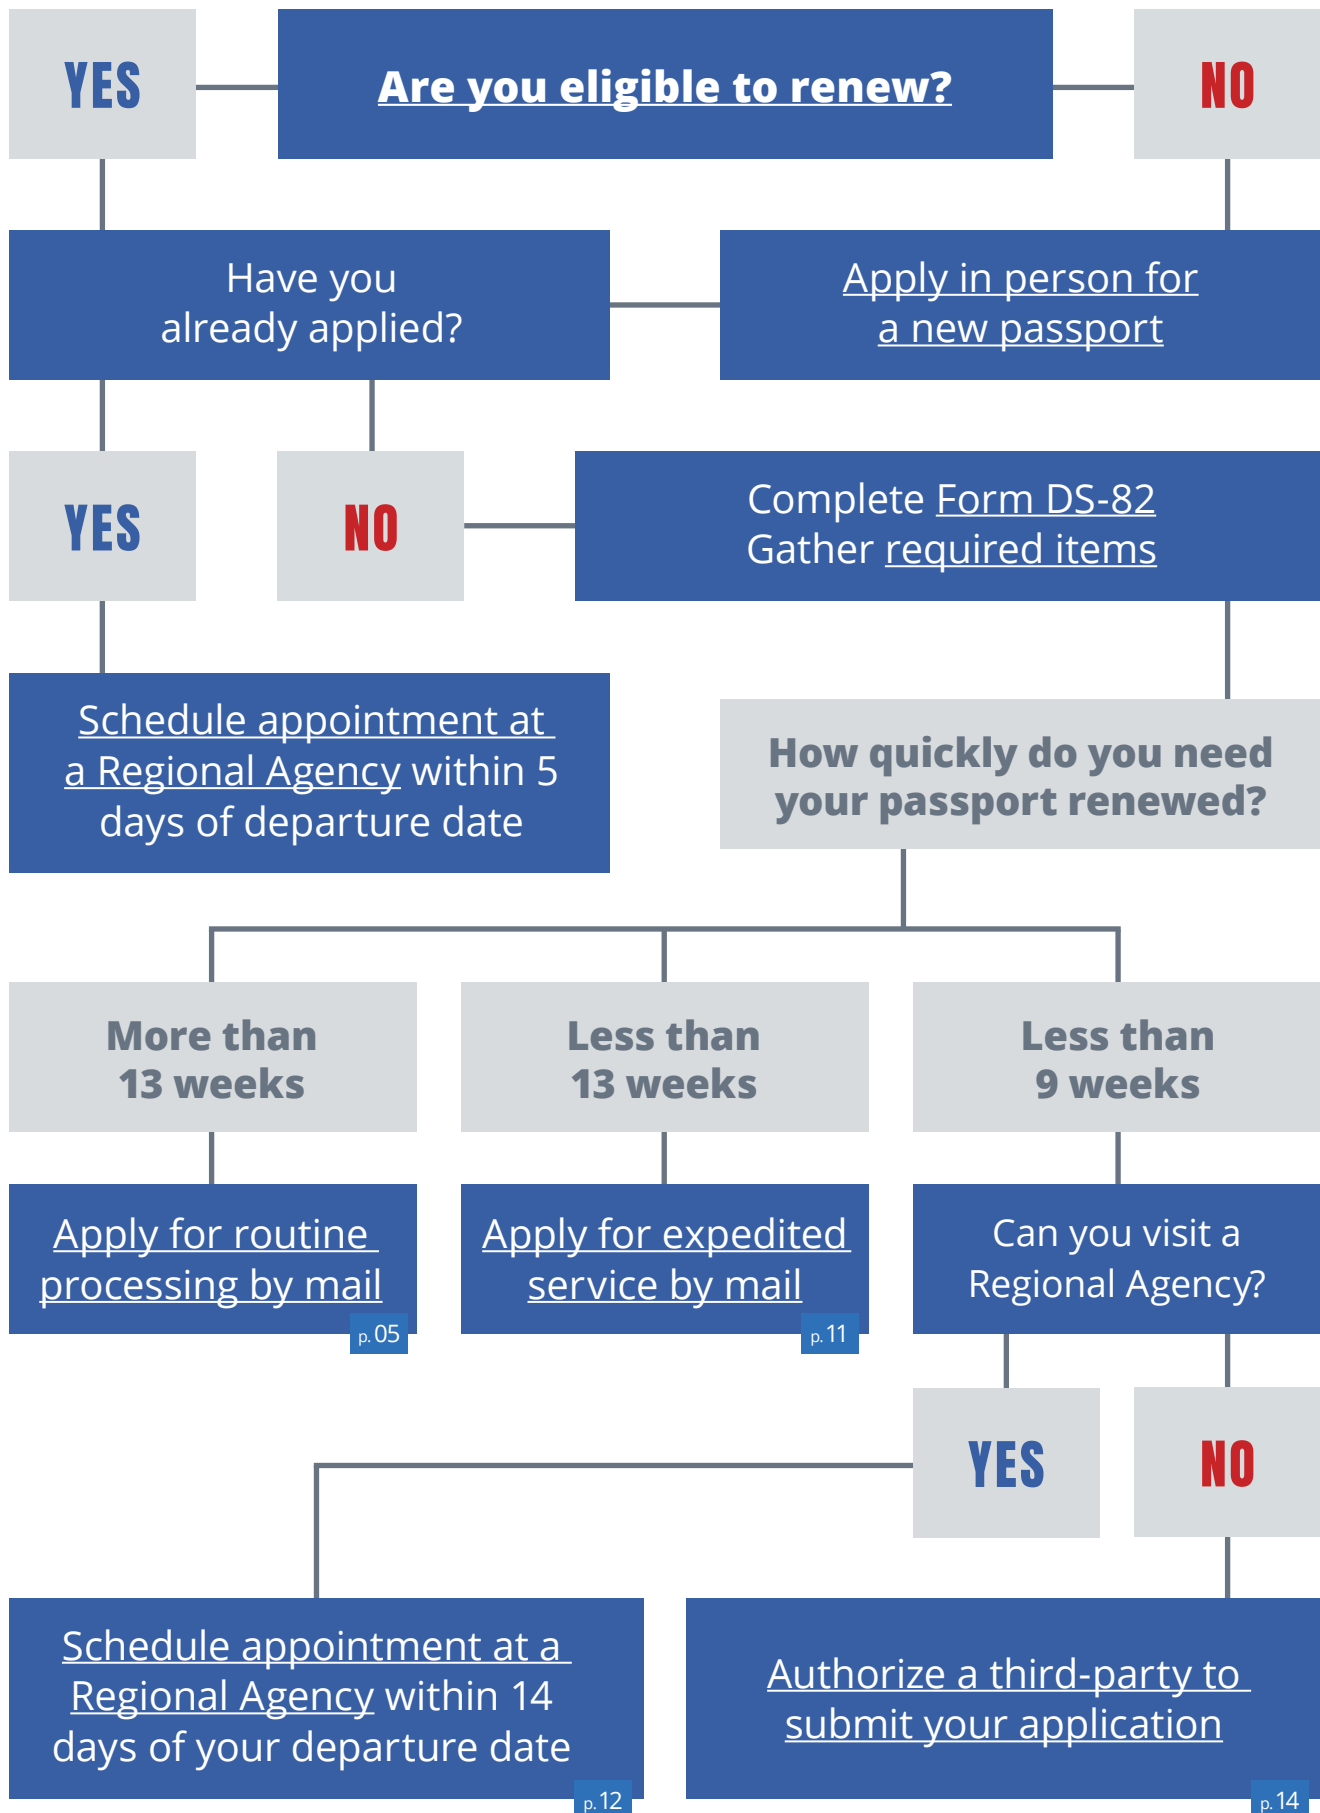 YES
Are you eligible to renew?
NO
Have you
already applied?
Apply in person for
a new passport
YES
NO
Complete Form DS-82
Gather required items
Schedule appointment at
a Regional Agency within 5
days of departure date
How quickly do you need
your passport renewed?
More than
13 weeks
Less than
13 weeks
Less than
9 weeks
Apply for routine
processing by mail
p. 05
Apply for expedited
service by mail
p. 11
Can you visit a
Regional Agency?
YES
NO
Schedule appointment at a
Regional Agency within 14
days of your departure date
p. 12
Authorize a third-party to
submit your application
p. 14